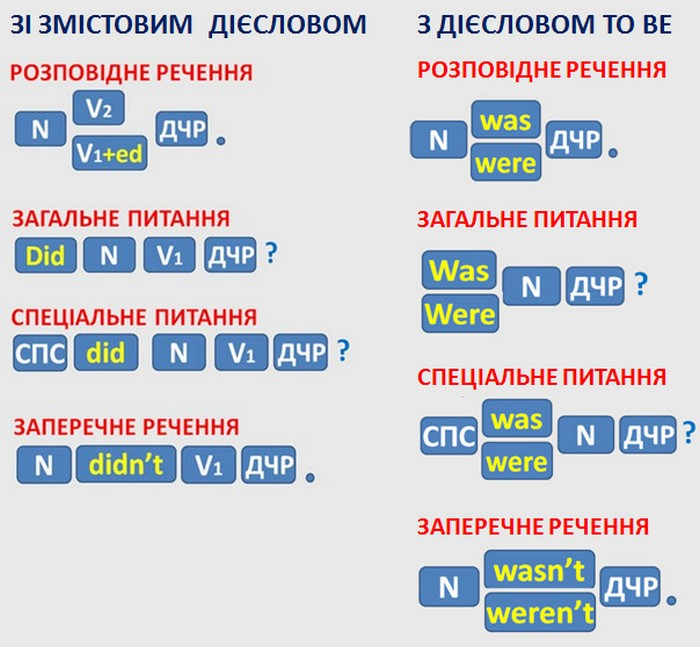 ЗІ ЗМІСТОВИМ ДІЄСЛОВОМ
РОЗПОВІДНЕ РЕЧЕННЯ
N V2 ДЧР .
V1+ed
ЗАГАЛЬНЕ ПИТАННЯ
Did N V1 ДЧР ?
СПЕЦІАЛЬНЕ ПИТАННЯ
СПС did N V1 ДЧР ?
ЗАПЕРЕЧНЕ РЕЧЕННЯ
N didn't V1 ДЧР .
З ДІЄСЛОВОМ TO BE
РОЗПОВІДНЕ РЕЧЕННЯ
N was ДЧР .
were
ЗАГАЛЬНЕ ПИТАННЯ
Was N ДЧР ?
Were
СПЕЦІАЛЬНЕ ПИТАННЯ
СПС was N ДЧР ?
were
ЗАПЕРЕЧНЕ РЕЧЕННЯ
N wasn't ДЧР .
weren't